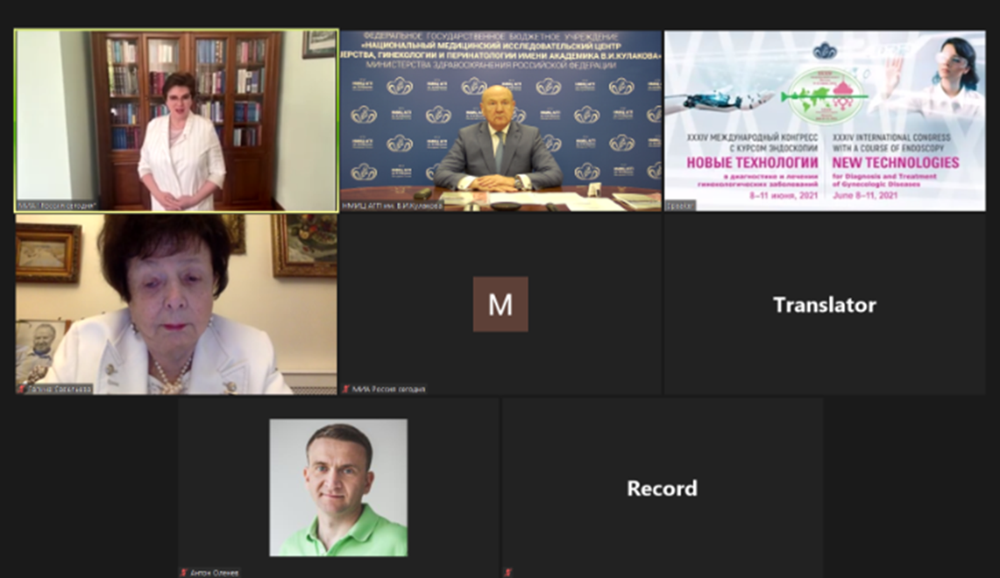 ФЕДЕРАЛЬНОЕ ГОСУДАРСТВЕННОЕ БЮДЖЕТНОЕ УЧРЕЖДЕНИЕ
«НАЦИОНАЛЬНЫЙ МЕДИЦИНСКИЙ ИССЛЕДОВАТЕЛЬСКИЙ ЦЕНТР
ЕРСТВА, ГИНЕКОЛОГИИ И ПЕРИНАТОЛОГИИ ИМЕНИ АКАДЕМИКА В.И.КУЛАКОВА»
МИНИСТЕРСТВА ЗДРАВООХРАНЕНИЯ РОССИЙСКОЙ ФЕДЕРАЦИИ
МИА "Россия сегодня"
НМИЦ АГП им. В.И.Кулакова
XXXIV МЕЖДУНАРОДНЫЙ КОНГРЕСС
С КУРСОМ ЭНДОСКОПИИ
НОВЫЕ ТЕХНОЛОГИИ
в диагностике и лечении
гинекологических заболеваний
8–11 июня, 2021
XXXIV INTERNATIONAL CONGRESS
WITH A COURSE OF ENDOSCOPY
NEW TECHNOLOGIES
for Diagnosis and Treatment
of Gynecologic Diseases
June 8–11, 2021
Speaker
Галина Савельева
M
МИА Россия сегодня
Translator
Антон Оленев
Record